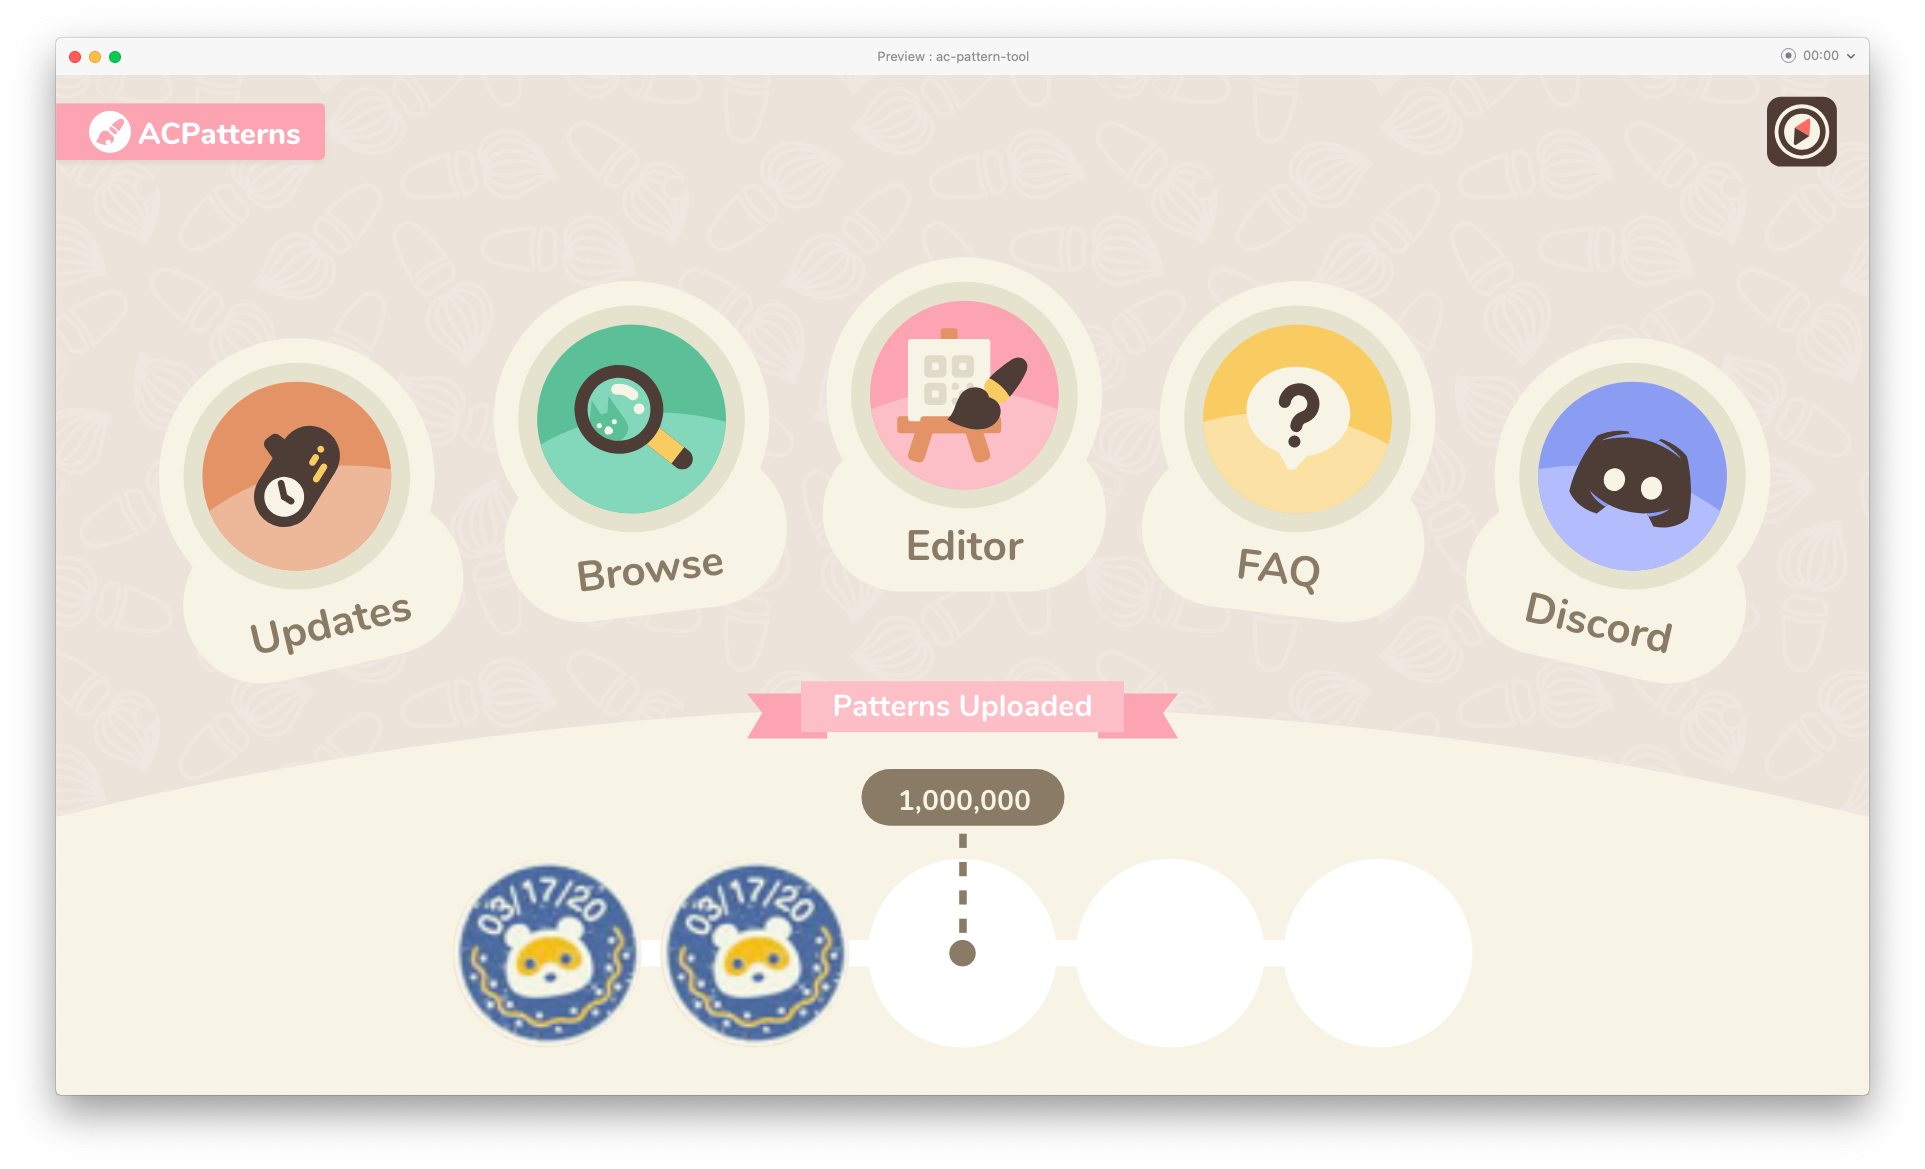 Preview : ac-pattern-tool
00:00
ACPatterns
Updates
Browse
Editor
FAQ
Discord
Patterns Uploaded
1,000,000
03/17/20
03/17/20